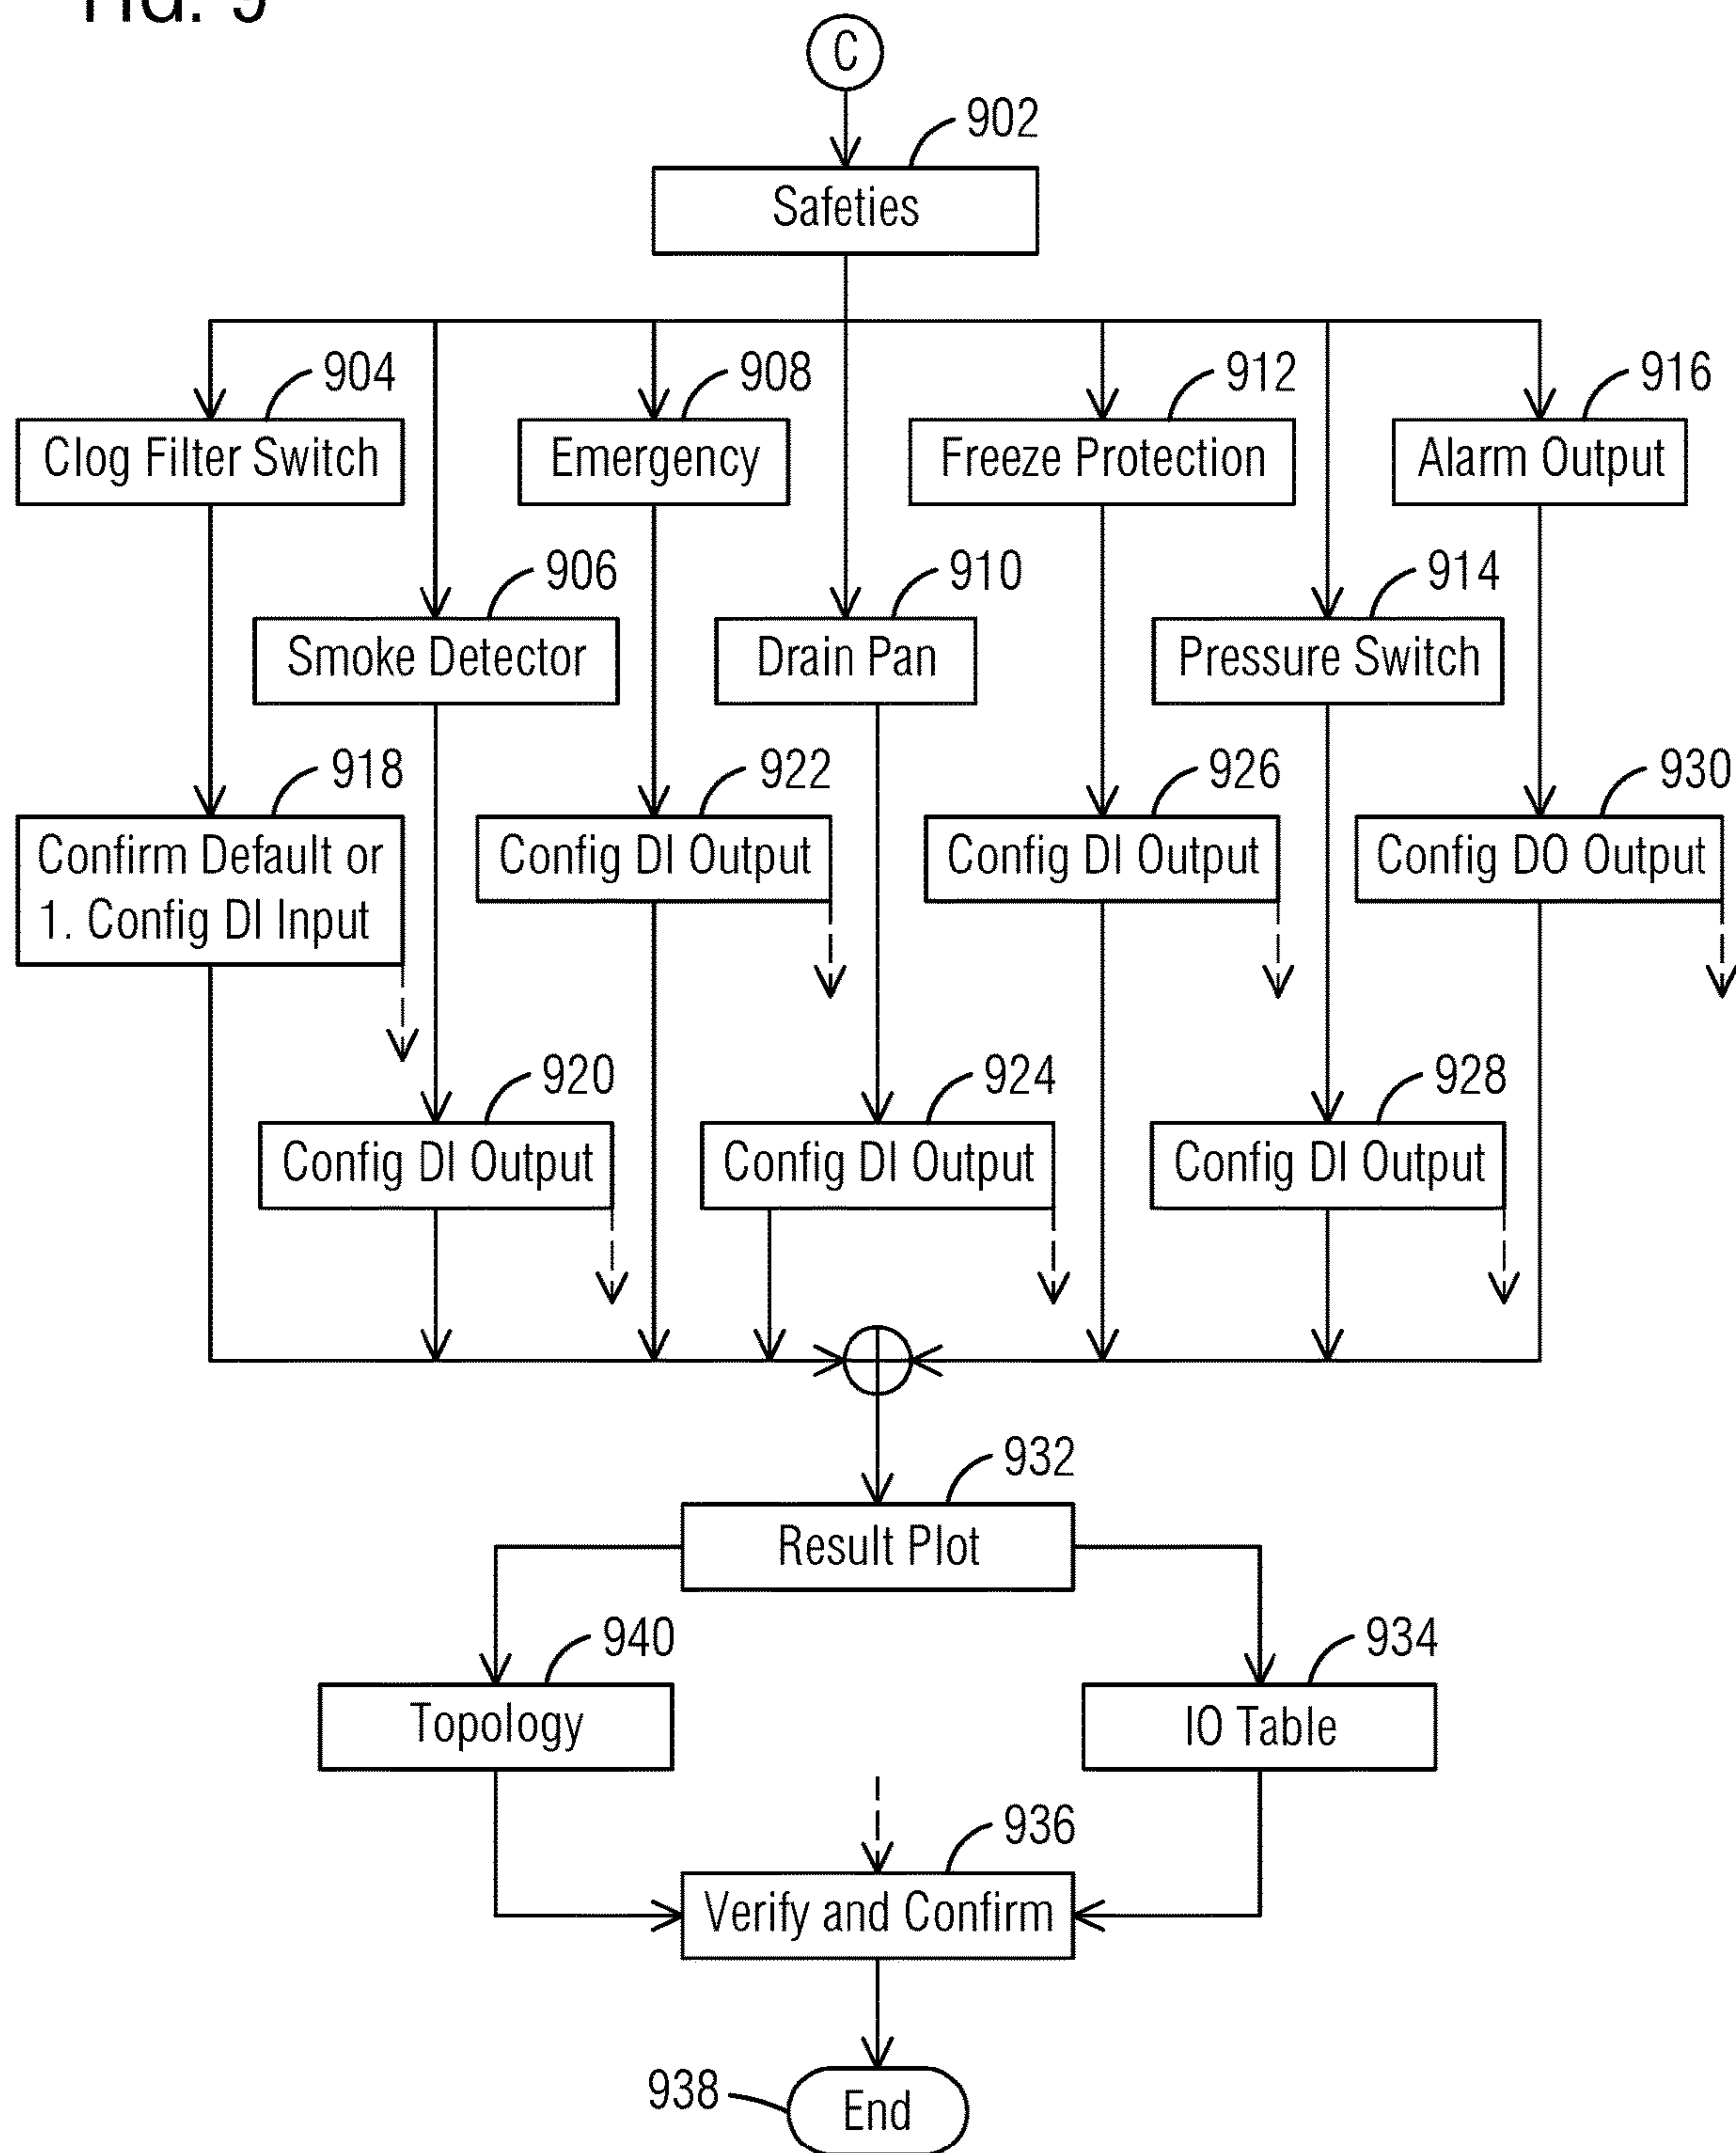 FIG. 9
C
902
Safeties
904
908
912
916
Clog Filter Switch
Emergency
Freeze Protection
Alarm Output
906
910
914
Smoke Detector
Drain Pan
Pressure Switch
918
922
926
930
Confirm Default or
1. Config DI Input
Config DI Output
Config DI Output
Config DO Output
920
924
928
Config DI Output
Config DI Output
Config DI Output
932
Result Plot
940
934
Topology
IO Table
936
Verify and Confirm
938
End